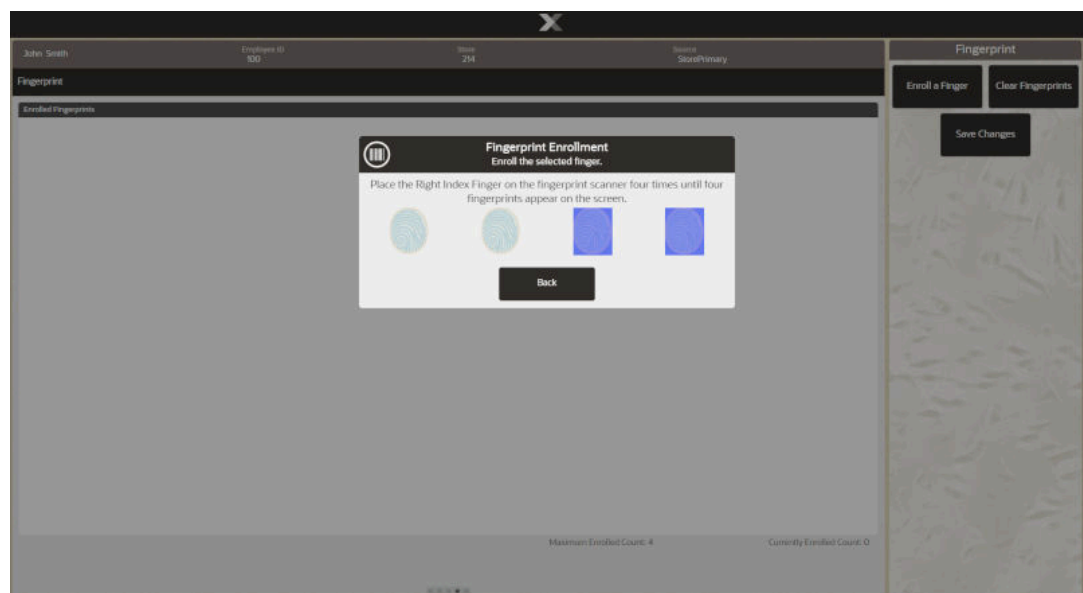 X
John Smith
Employee ID
100
Store
214
Source
StorePrimary
Fingerprint
Enrolled Fingerprints
Fingerprint Enrollment
Enroll the selected finger.
Place the Right Index Finger on the fingerprint scanner four times until four
fingerprints appear on the screen.
Back
Maximum Enrolled Count: 4
Currently Enrolled Count: 0
Fingerprint
Enroll a Finger
Clear Fingerprints
Save Changes